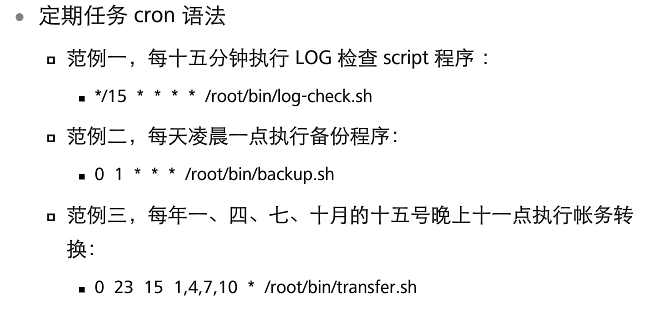 定期任务 cron 语法
范例一，每十五分钟执行 LOG 检查 script 程序：
*/15 * * * * /root/bin/log-check.sh
范例二，每天凌晨一点执行备份程序：
0 1 * * * /root/bin/backup.sh
范例三，每年一、四、七、十月的十五号晚上十一点执行帐务转
换：
0 23 15 1,4,7,10 * /root/bin/transfer.sh